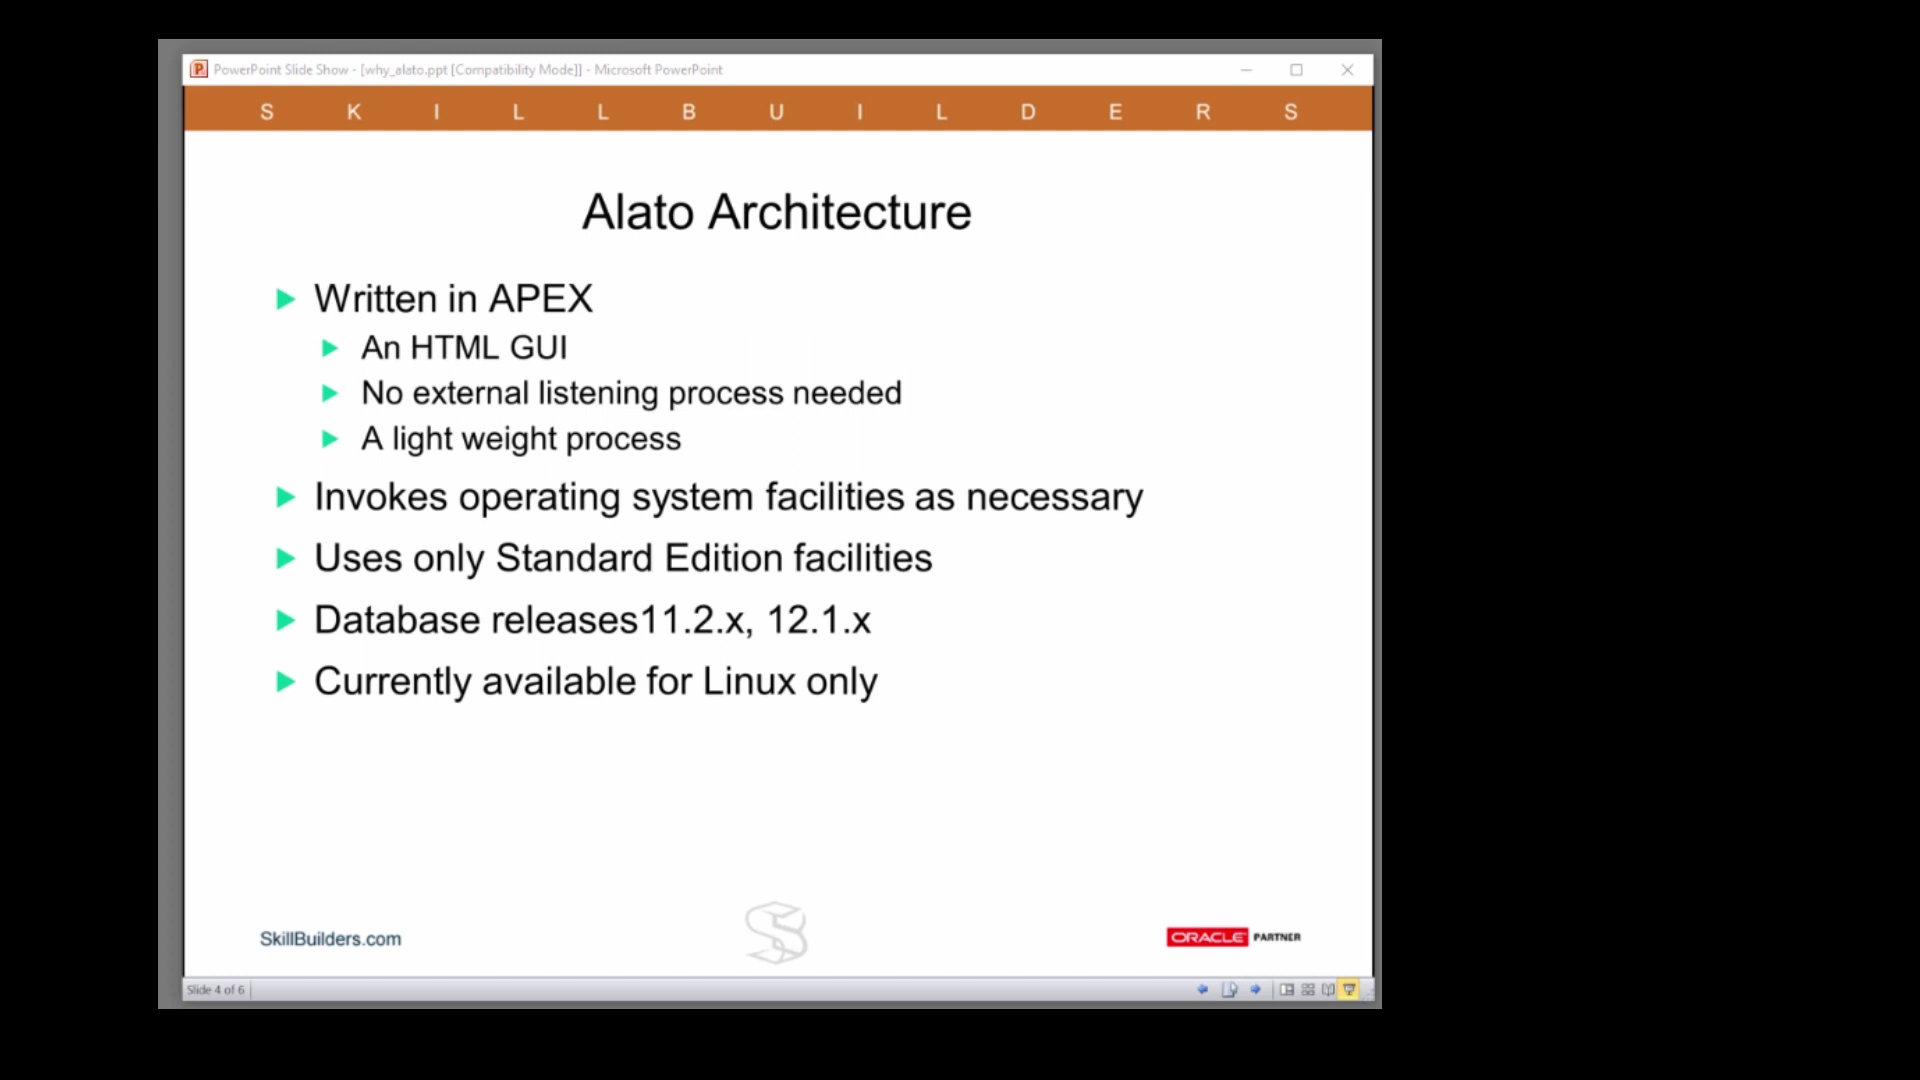 PowerPoint Slide Show - [why_alato.ppt [Compatibility Mode]] - Microsoft PowerPoint
S K I L L B U I L D E R S
Alato Architecture
Written in APEX
An HTML GUI
No external listening process needed
A light weight process
Invokes operating system facilities as necessary
Uses only Standard Edition facilities
Database releases11.2.x, 12.1.x
Currently available for Linux only
SkillBuilders.com
ORACLE PARTNER
Slide 4 of 6